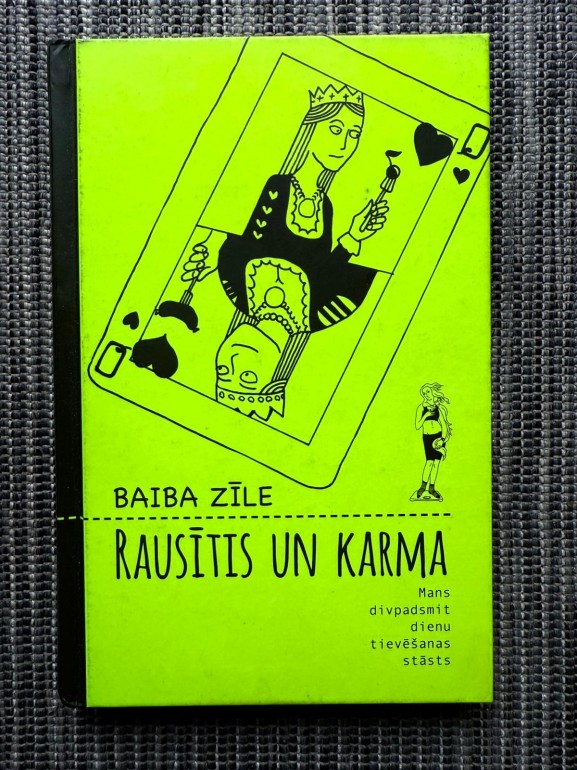 Q
Q
BAIBA ZĪLE
RAUSĪTIS UN KARMA
Mans
divpadsmit
dienu
tievēšanas
stāsts